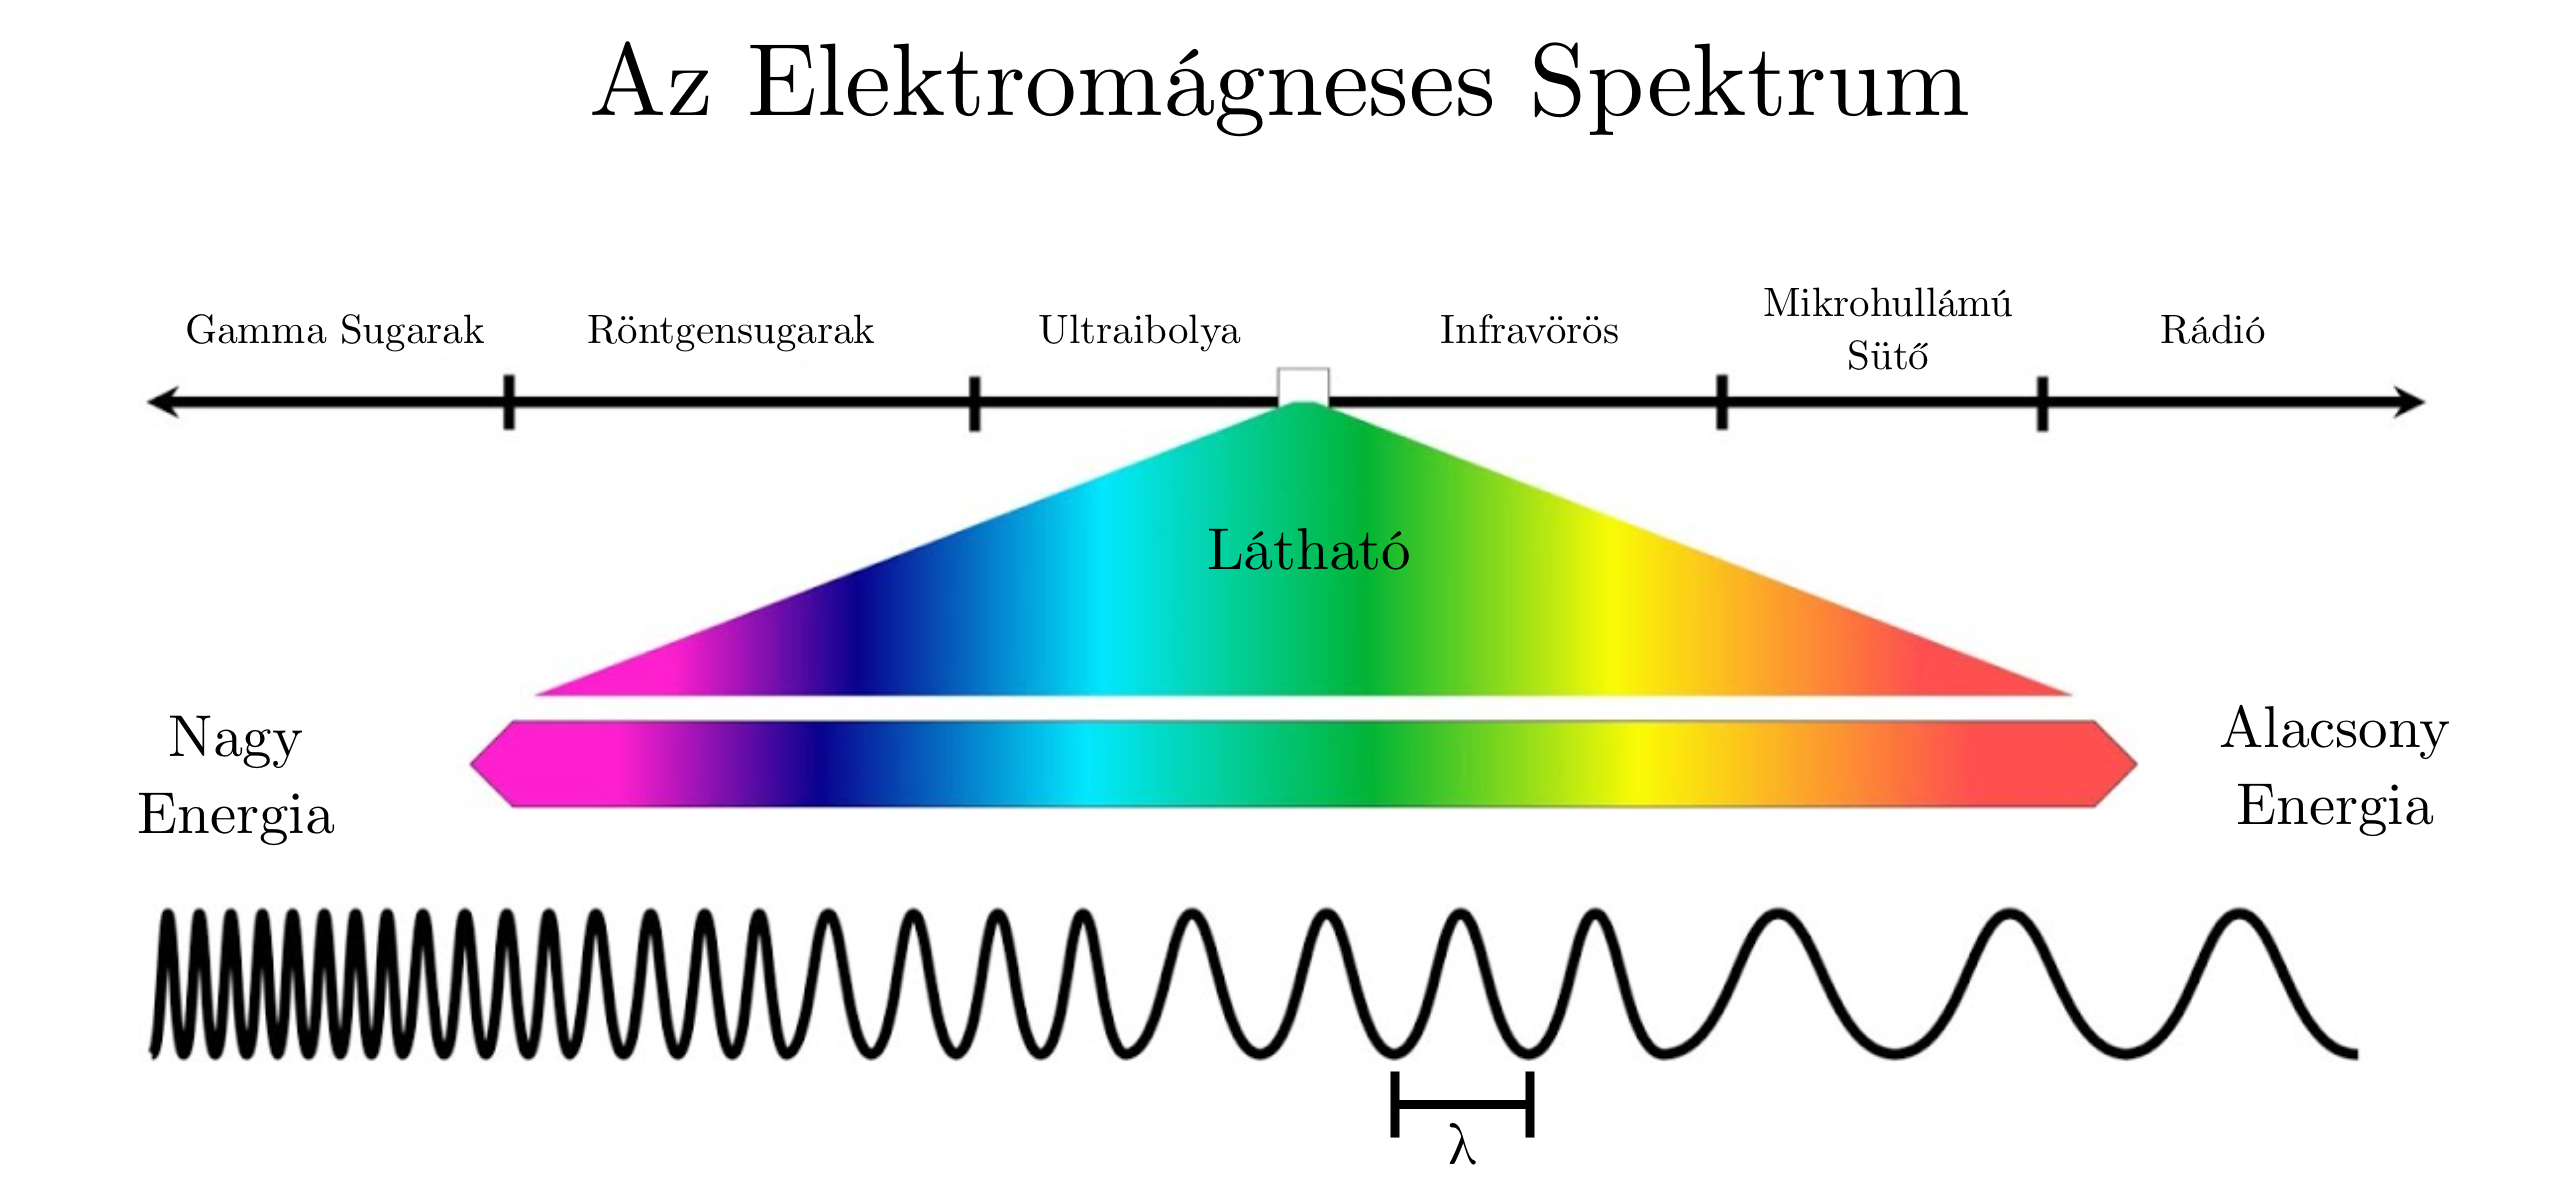 Az Elektromágneses Spektrum
Gamma Sugarak
Röntgensugarak
Ultraibolya
Infravörös
Mikrohullámú
Sütő
Rádió
Látható
Nagy
Energia
Alacsony
Energia
λ